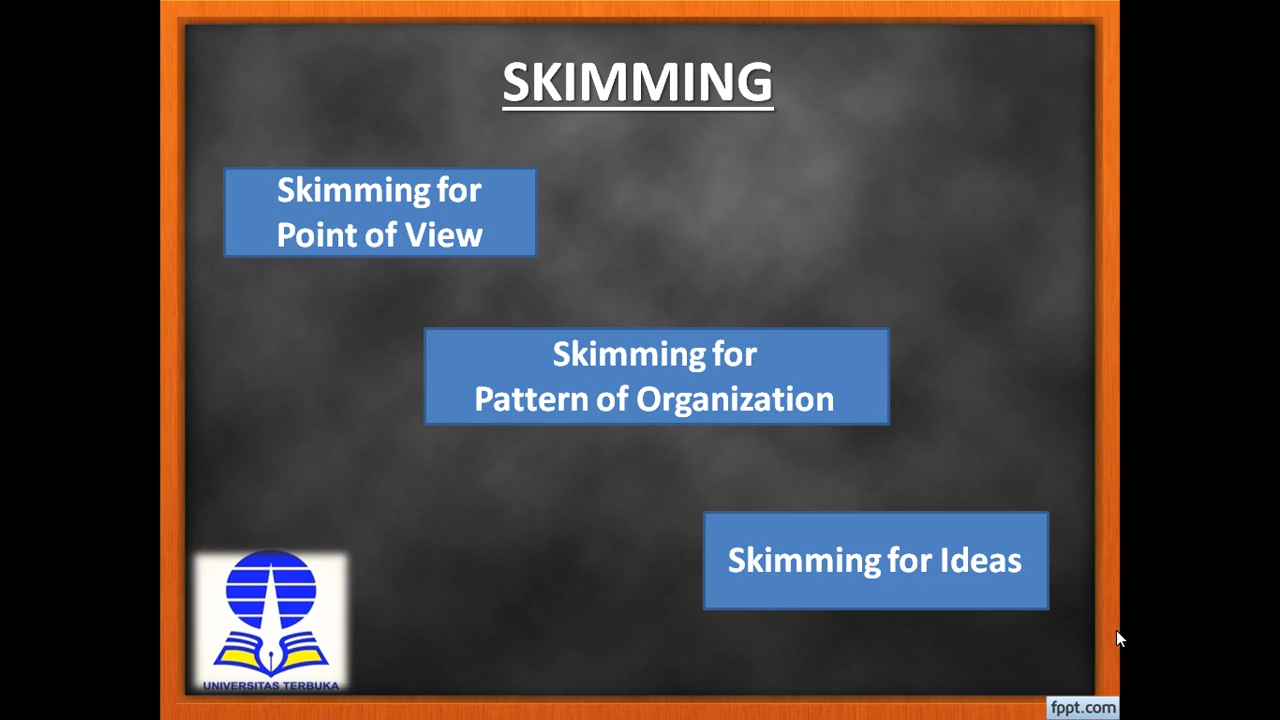 SKIMMING
Skimming for
Point of View
Skimming for
Pattern of Organization
Skimming for Ideas
UNIVERSITAS TERBUKA
fppt.com